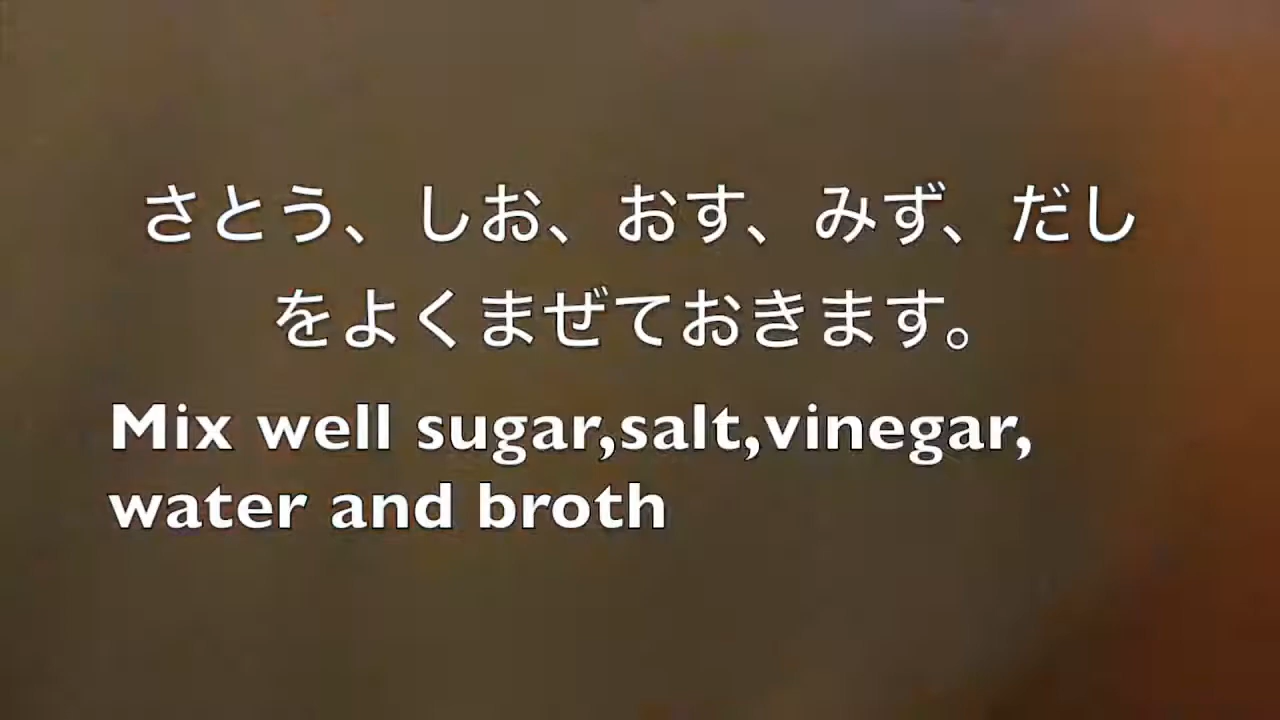 さとう、しお、おす、みず、だし
をよくまぜておきます。
Mix well sugar,salt,vinegar,
water and broth